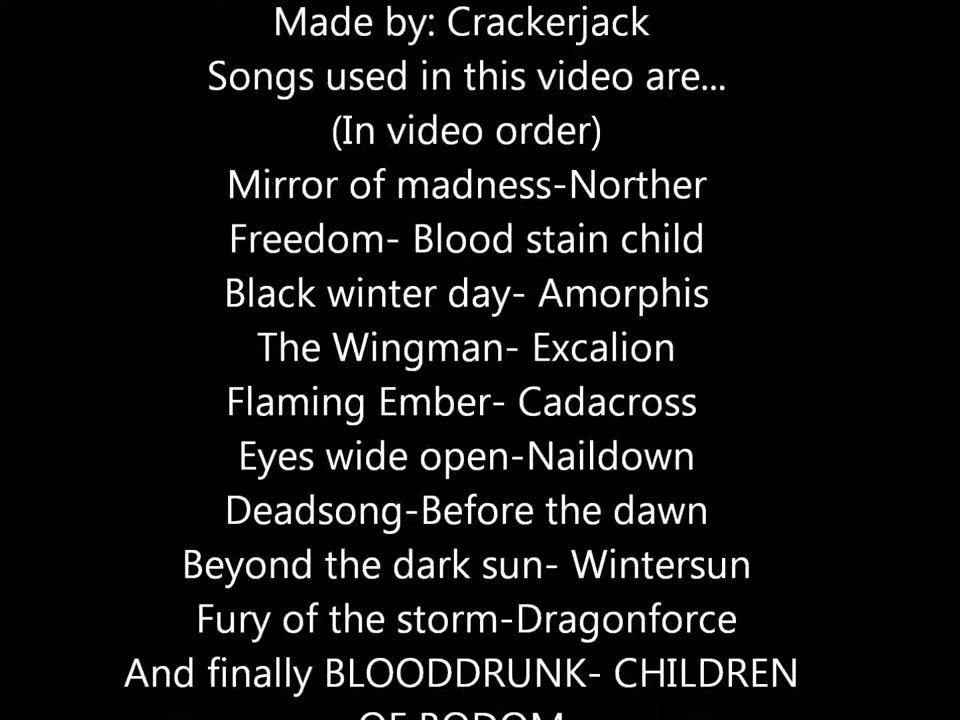 Made by: Crackerjack
Songs used in this video are...
(In video order)
Mirror of madness-Norther
Freedom- Blood stain child
Black winter day- Amorphis
The Wingman- Excalion
Flaming Ember- Cadacross
Eyes wide open-Naildown
Deadsong-Before the dawn
Beyond the dark sun- Wintersun
Fury of the storm-Dragonforce
And finally BLOODDRUNK- CHILDREN
OF BODOM